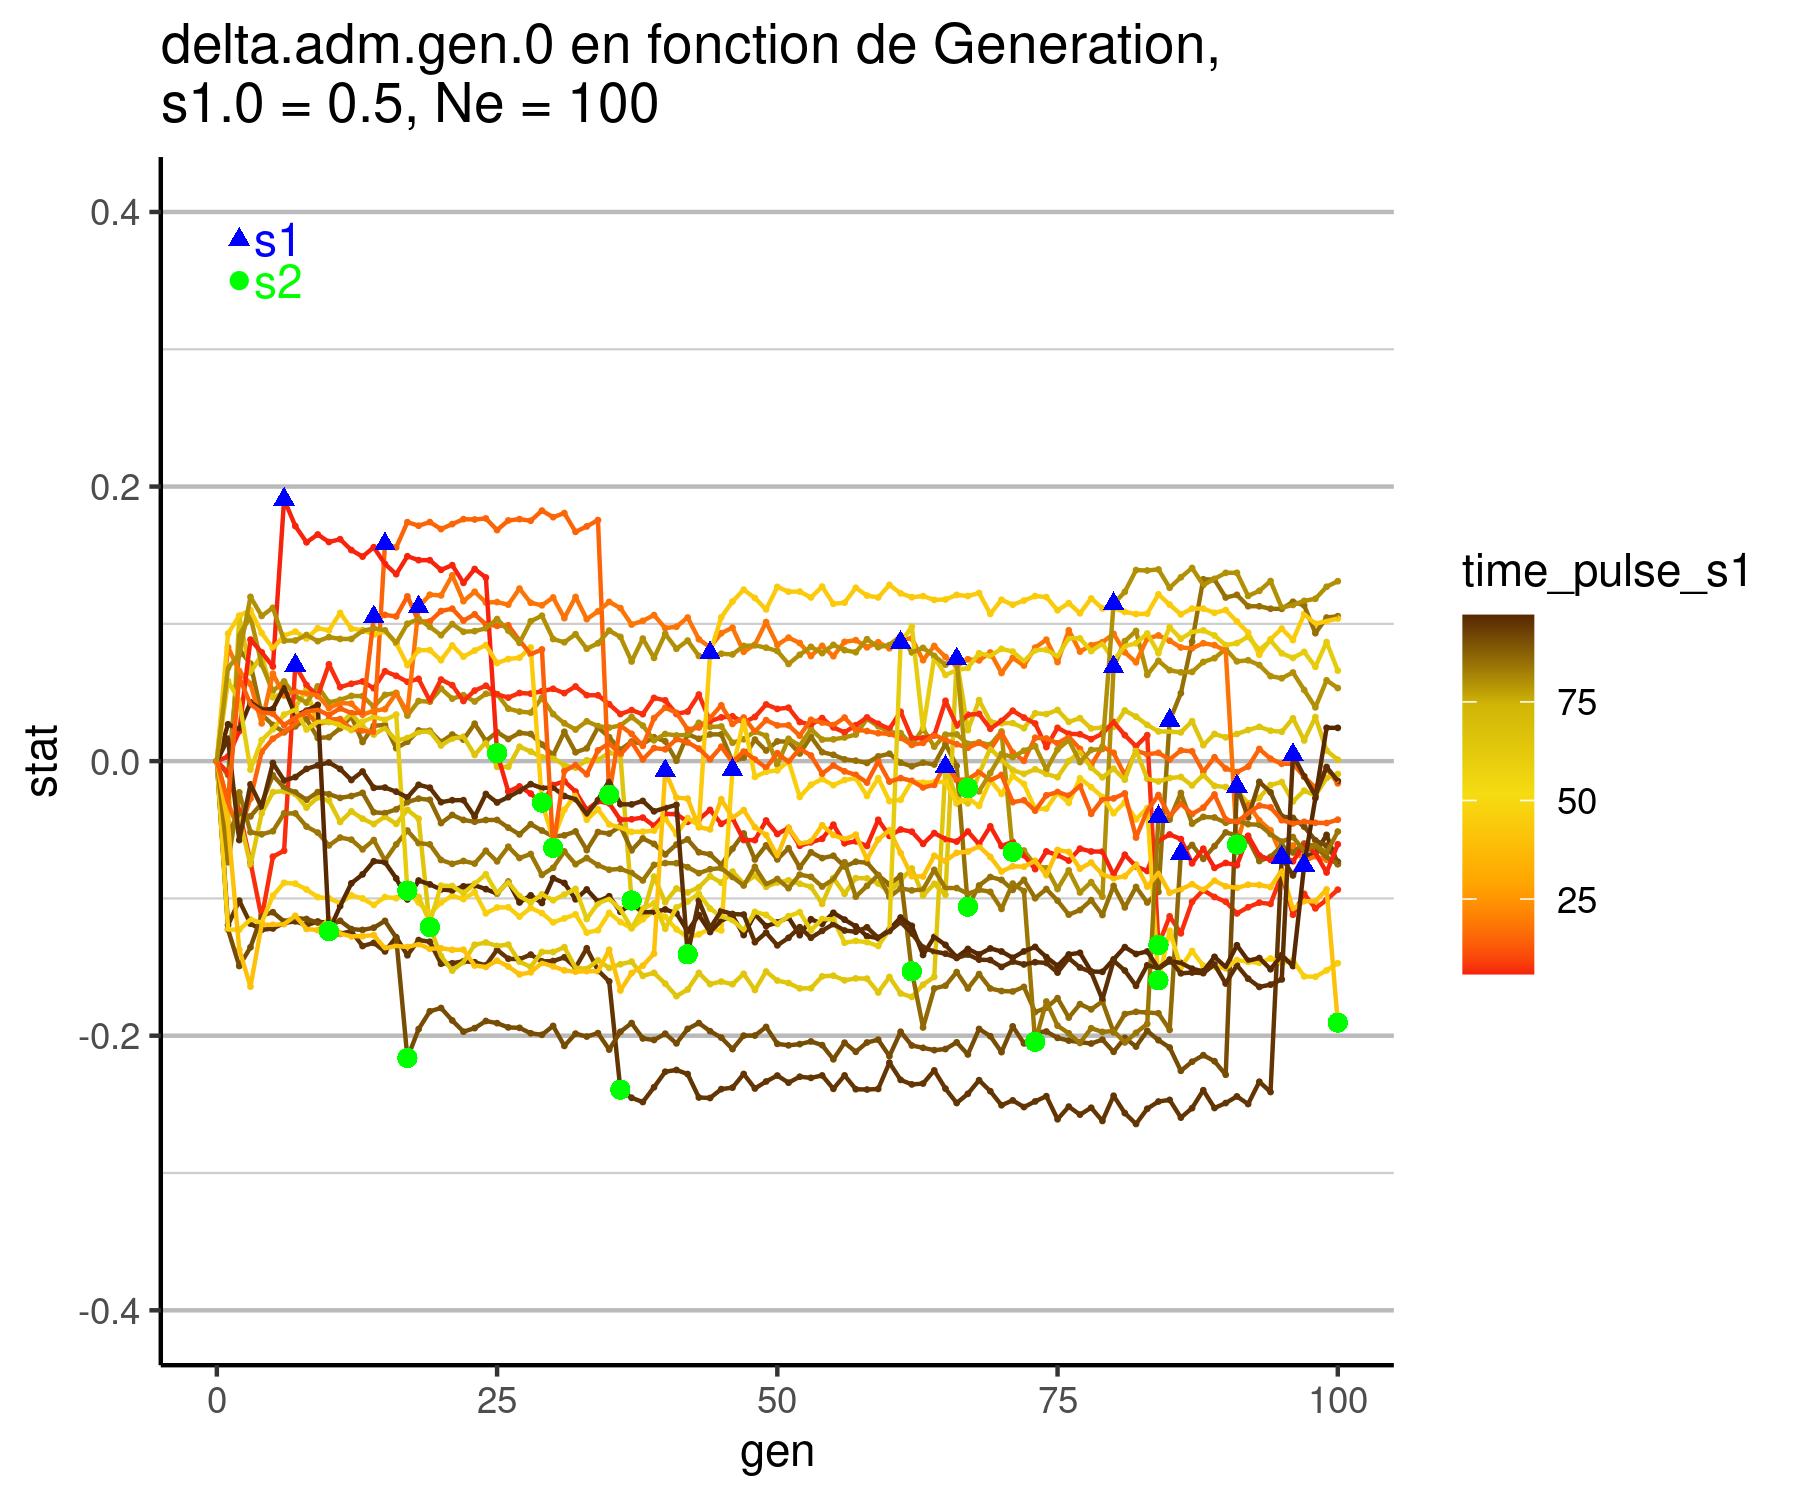 delta.adm.gen.0 en fonction de Generation,
s1.0 = 0.5, Ne = 100
0.4
s1
s2
0.2
0.0
-0.2
-0.4
stat
0
25
50
75
100
gen
time_pulse_s1
75
50
25